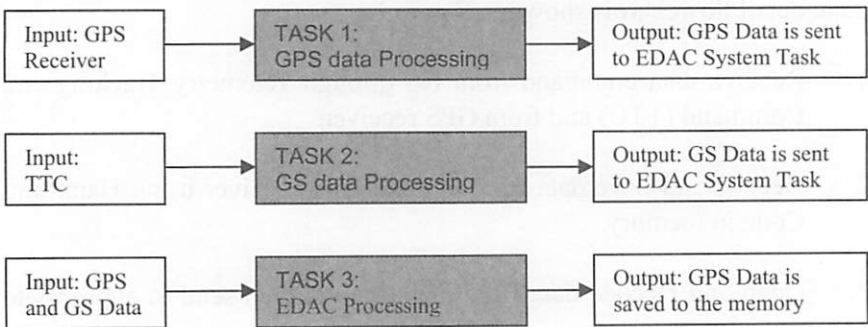 Input: GPS
Receiver
TASK 1:
GPS data Processing
Output: GPS Data is sent
to EDAC System Task
Input:
TTC
TASK 2:
GS data Processing
Output: GS Data is sent
to EDAC System Task
Input: GPS
and GS Data
TASK 3:
EDAC Processing
Output: GPS Data is
saved to the memory